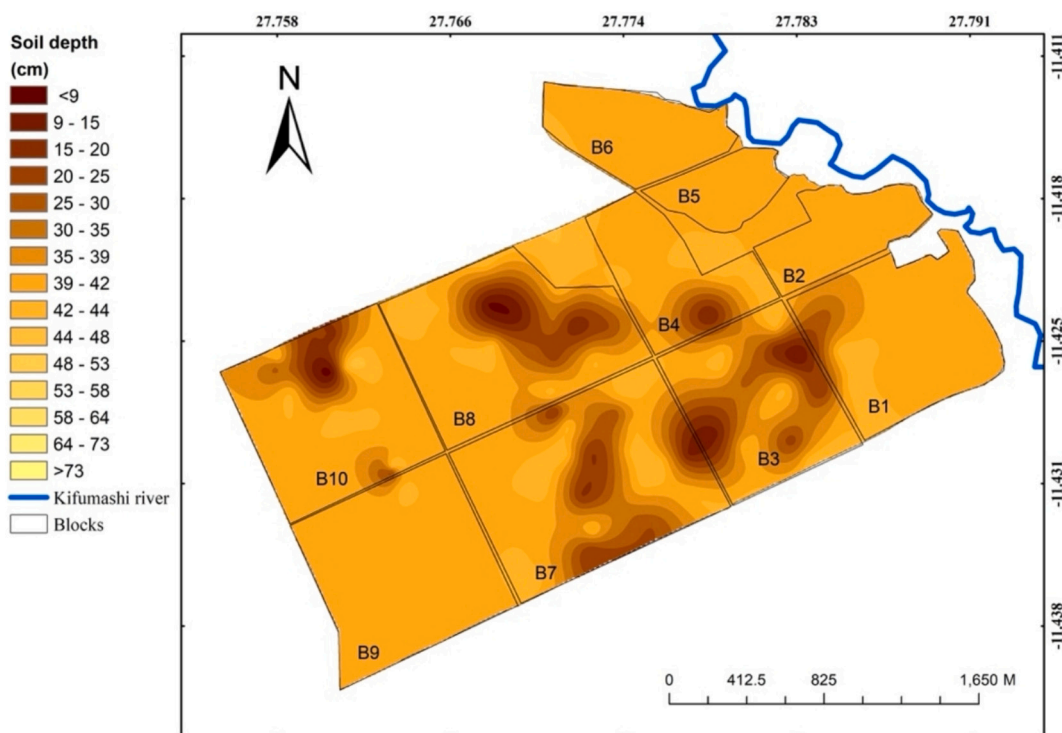 27.758 27.766 27.774 27.783 27.791
Soil depth
(cm)
<9
9 - 15
15 - 20
20 - 25
25 - 30
30 - 35
35 - 39
39 - 42
42 - 44
44 - 48
48 - 53
53 - 58
58 - 64
64 - 73
>73
Kifumashi river
Blocks
N
B6
B5
B2
B4
B1
B8
B3
B10
B7
B9
-11.411
-11.418
-11.425
-11.431
-11.438
0 412.5 825 1,650 M